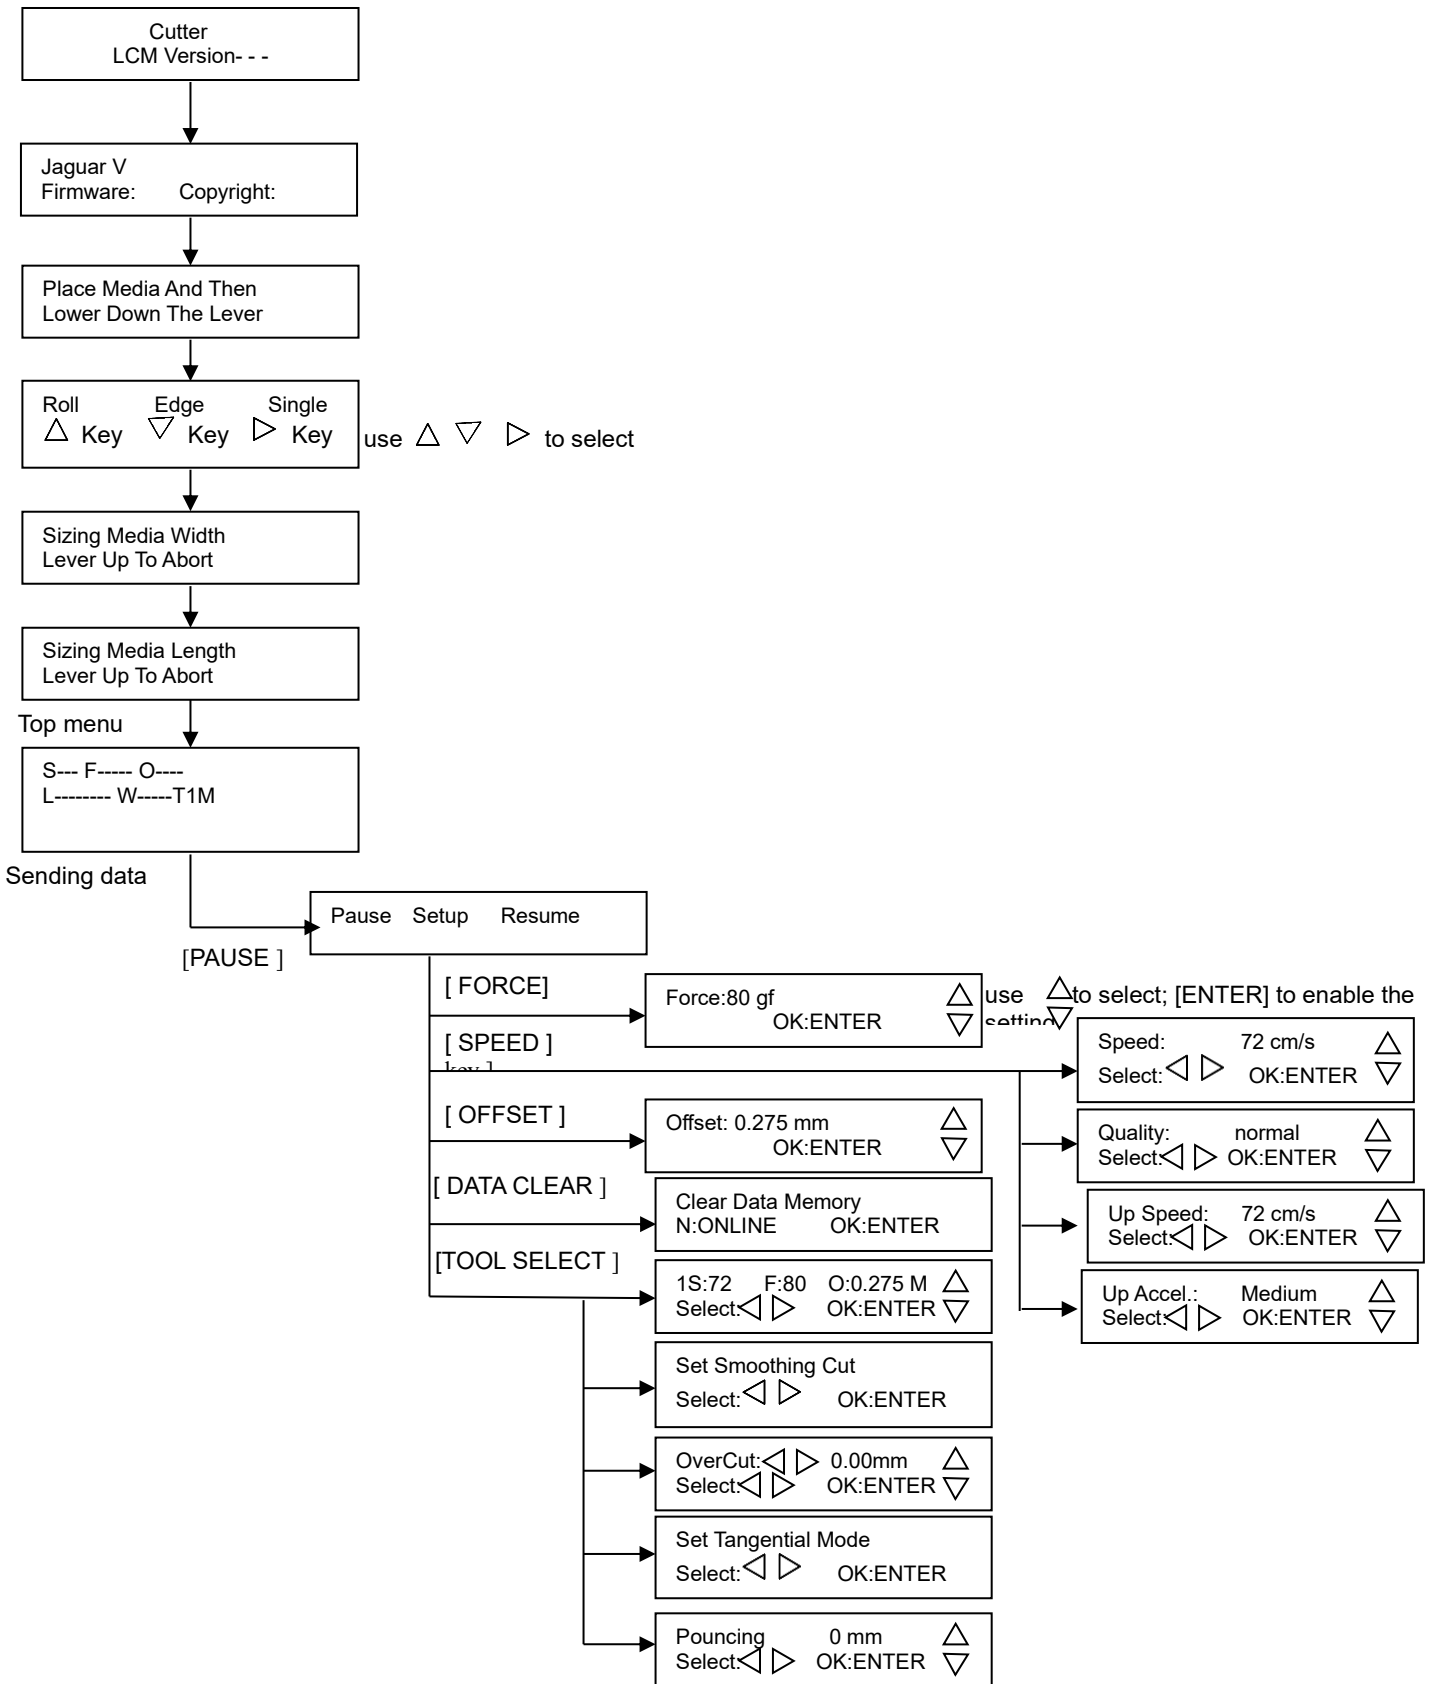 Cutter
LCM Version- - -
Jaguar V
Firmware: Copyright:
Place Media And Then
Lower Down The Lever
Roll Edge Single
Key Key Key
use to select
Sizing Media Width
Lever Up To Abort
Sizing Media Length
Lever Up To Abort
Top menu
S--- F----- O----
L-------- W-----T1M
Sending data
Pause Setup Resume
[PAUSE ]
[ FORCE]
Force:80 gf
OK:ENTER
use to select; [ENTER] to enable the
setting
[ SPEED ]
key ]
Speed: 72 cm/s
Select: OK:ENTER
Quality: normal
Select: OK:ENTER
Up Speed: 72 cm/s
Select: OK:ENTER
Up Accel.: Medium
Select: OK:ENTER
[ OFFSET ]
Offset: 0.275 mm
OK:ENTER
[ DATA CLEAR ]
Clear Data Memory
N:ONLINE OK:ENTER
[TOOL SELECT ]
1S:72 F:80 O:0.275 M
Select: OK:ENTER
Set Smoothing Cut
Select: OK:ENTER
OverCut: 0.00mm
Select: OK:ENTER
Set Tangential Mode
Select: OK:ENTER
Pouncing 0 mm
Select: OK:ENTER